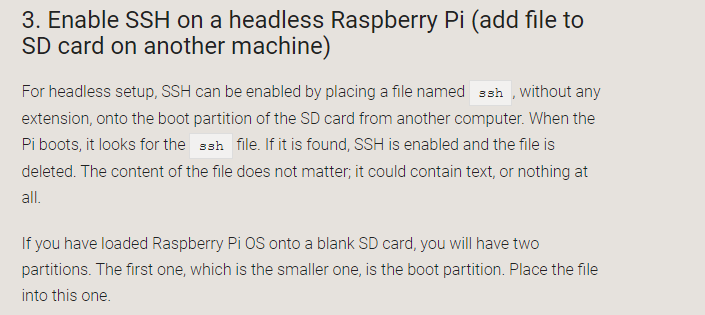 3. Enable SSH on a headless Raspberry Pi (add file to
SD card on another machine)
For headless setup, SSH can be enabled by placing a file named ssh , without any
extension, onto the boot partition of the SD card from another computer. When the
Pi boots, it looks for the ssh file. If it is found, SSH is enabled and the file is
deleted. The content of the file does not matter; it could contain text, or nothing at
all.
If you have loaded Raspberry Pi OS onto a blank SD card, you will have two
partitions. The first one, which is the smaller one, is the boot partition. Place the file
into this one.